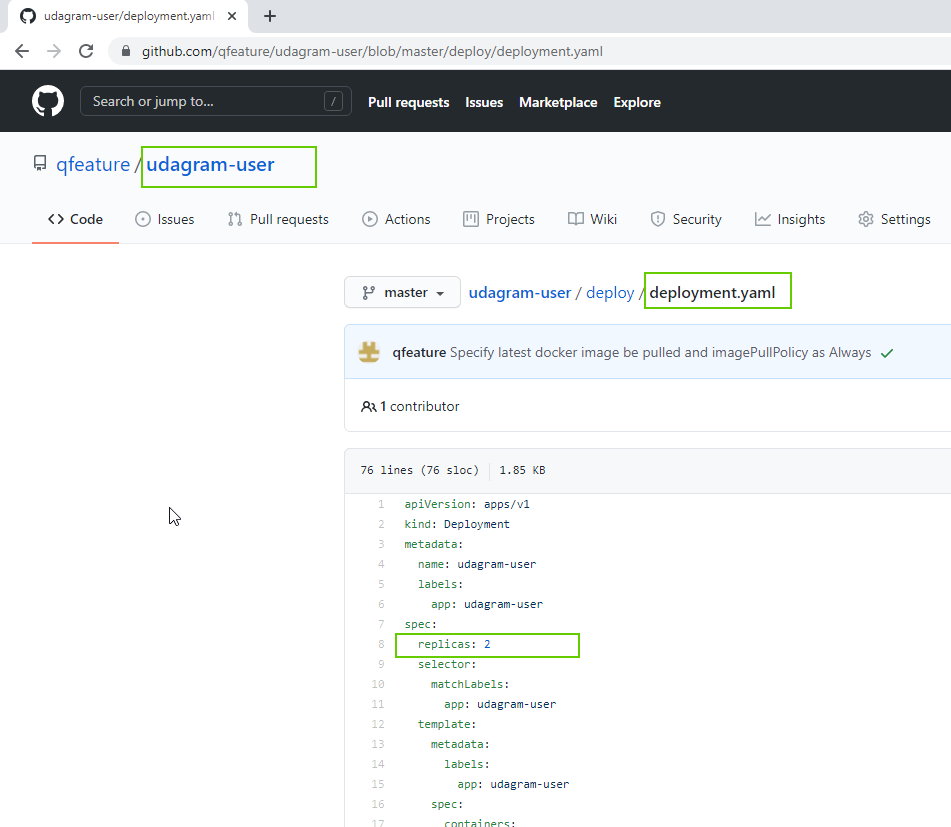 udagram-user/deployment.yaml
github.com/qfeature/udagram-user/blob/master/deploy/deployment.yaml
Search or jump to... / Pull requests Issues Marketplace Explore
qfeature / udagram-user
Code Issues Pull requests Actions Projects Wiki Security Insights Settings
master udagram-user / deploy / deployment.yaml
qfeature Specify latest docker image be pulled and imagePullPolicy as Always
1 contributor
76 lines (76 sloc) 1.85 KB
1 apiVersion: apps/v1
2 kind: Deployment
3 metadata:
4 name: udagram-user
5 labels:
6 app: udagram-user
7 spec:
8 replicas: 2
9 selector:
10 matchLabels:
11 app: udagram-user
12 template:
13 metadata:
14 labels:
15 app: udagram-user
16 spec:
17 containers: